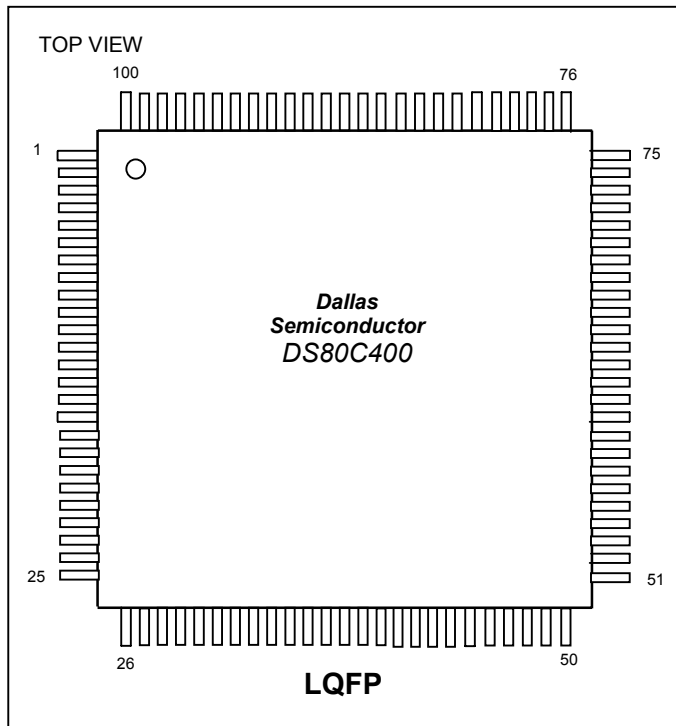 TOP VIEW
100
76
1
75
Dallas
Semiconductor
DS80C400
25
51
26
50
LQFP